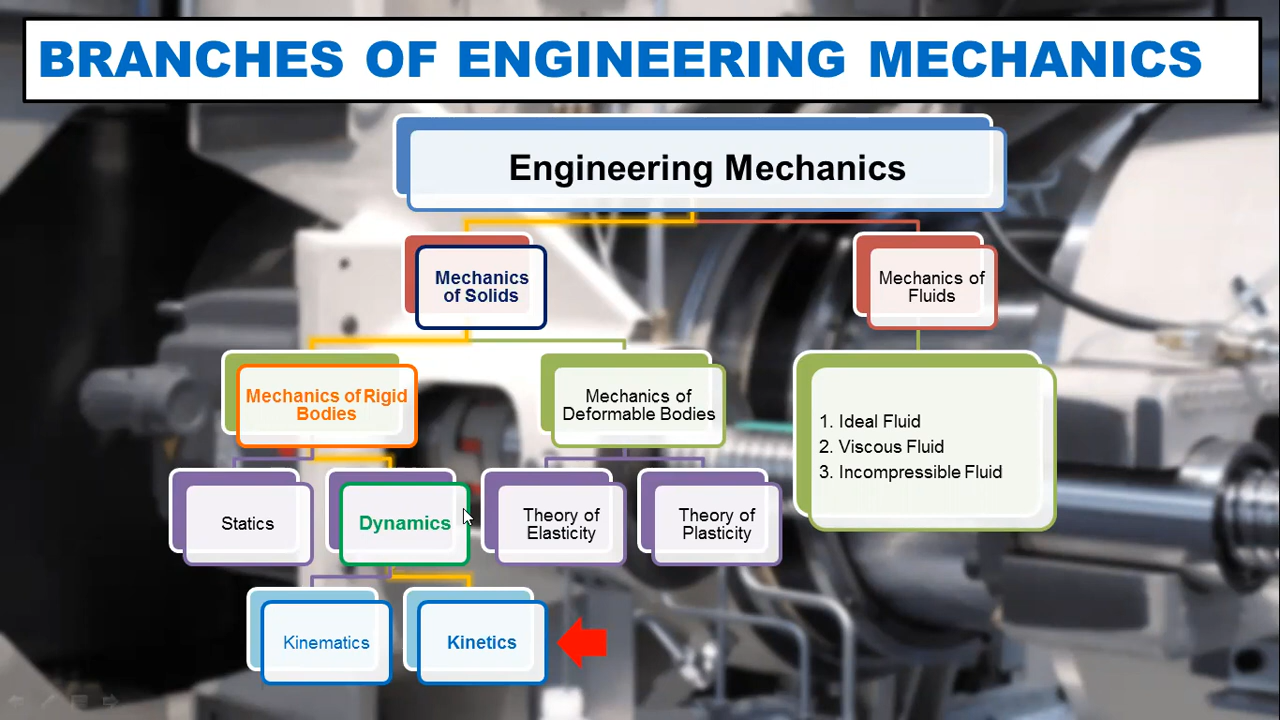 BRANCHES OF ENGINEERING MECHANICS
Engineering Mechanics
Mechanics
of Solids
Mechanics of
Fluids
Mechanics of Rigid
Bodies
Mechanics of
Deformable Bodies
1. Ideal Fluid
2. Viscous Fluid
3. Incompressible Fluid
Statics
Dynamics
Theory of
Elasticity
Theory of
Plasticity
Kinematics
Kinetics